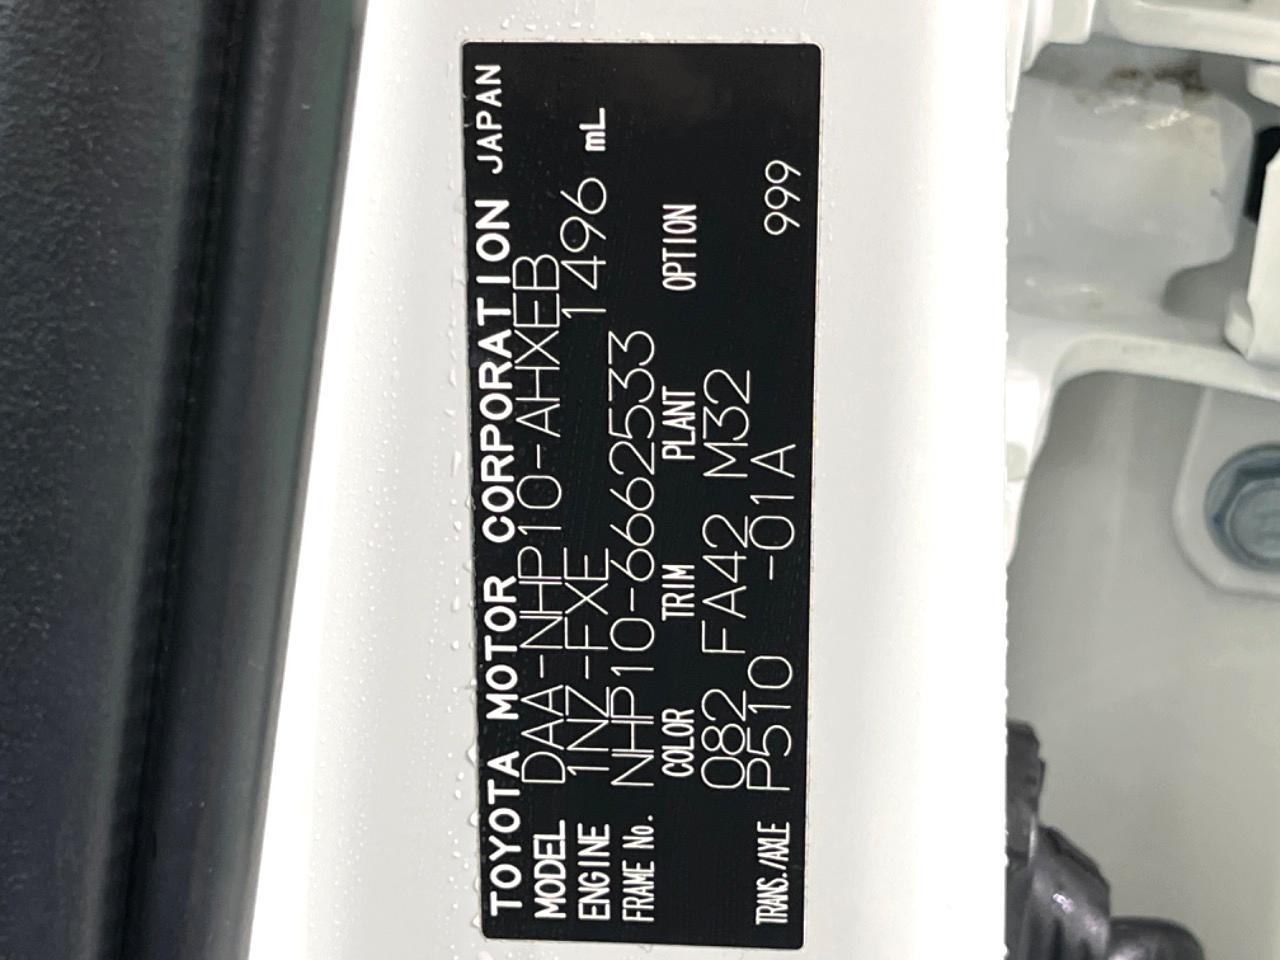 TOYOTA MOTOR CORPORATION JAPAN
MODEL DAA-NHP10-AHXEB
ENGINE 1NZ-FXE 1496 mL
FRAME No. NHP10-6662533
COLOR TRIM PLANT OPTION
082 FA42 M32
TRANS./AXLE P510 -01A 999